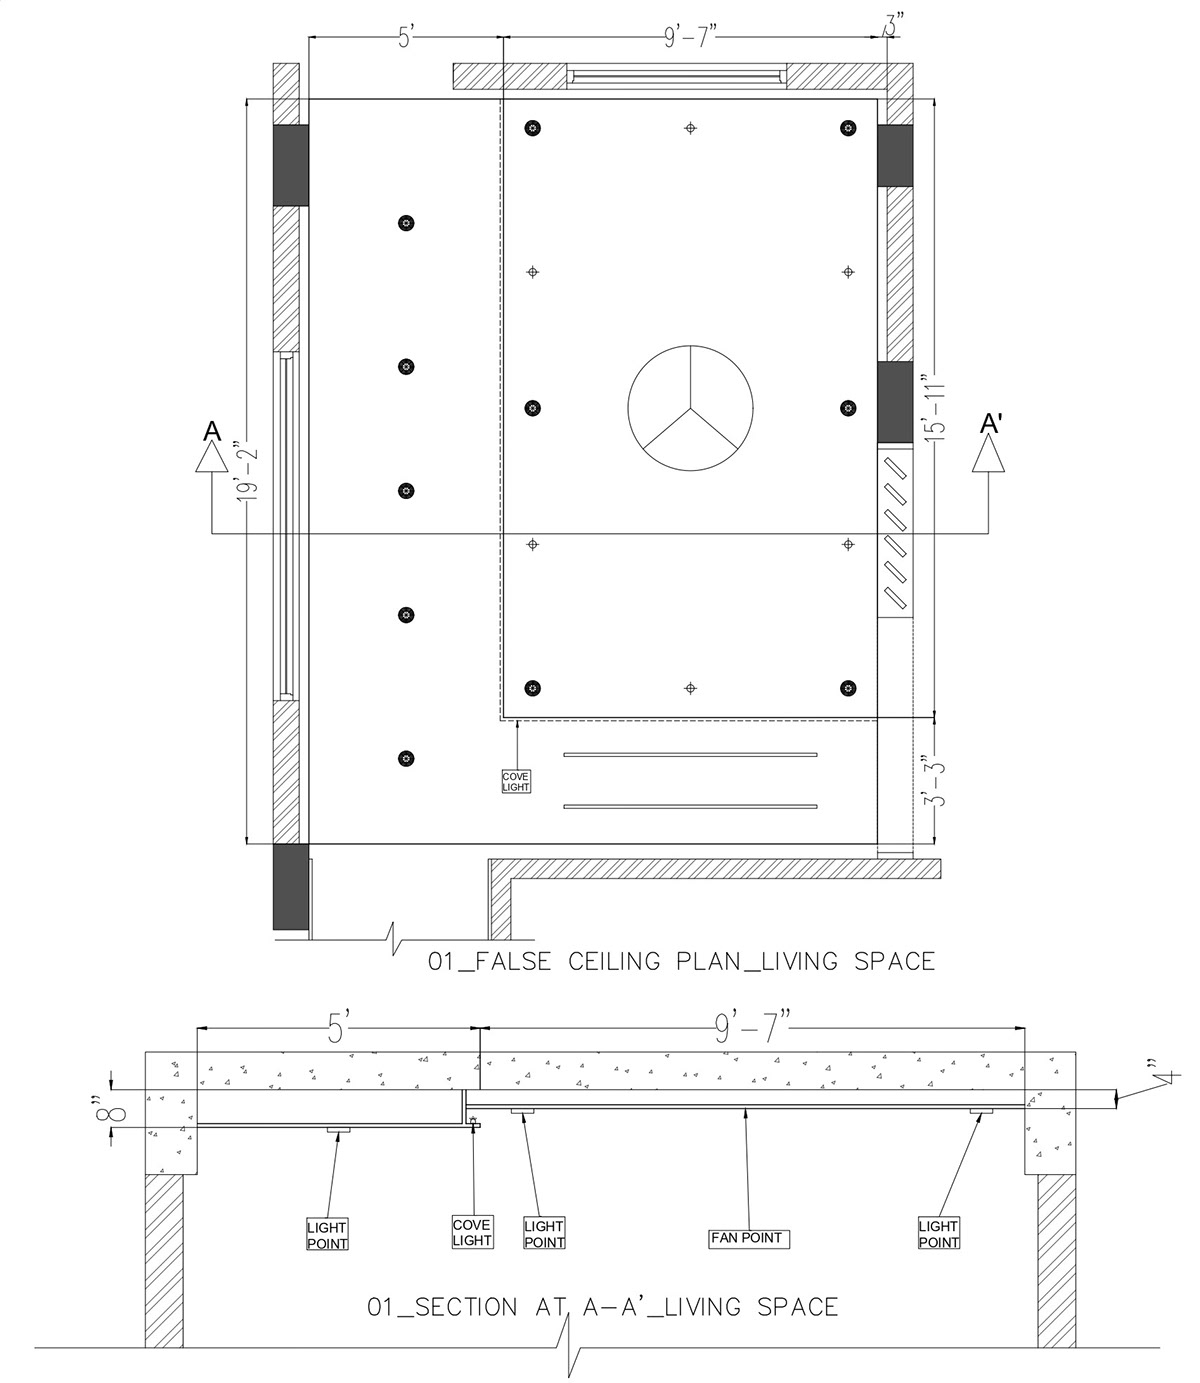 5'
9'-7"
3"
A
A'
19'-2"
15'-11"
3'-3"
COVE
LIGHT
01_FALSE CEILING PLAN_LIVING SPACE
5'
9'-7"
8"
4"
LIGHT
POINT
COVE
LIGHT
LIGHT
POINT
FAN POINT
LIGHT
POINT
01_SECTION AT A-A'_LIVING SPACE